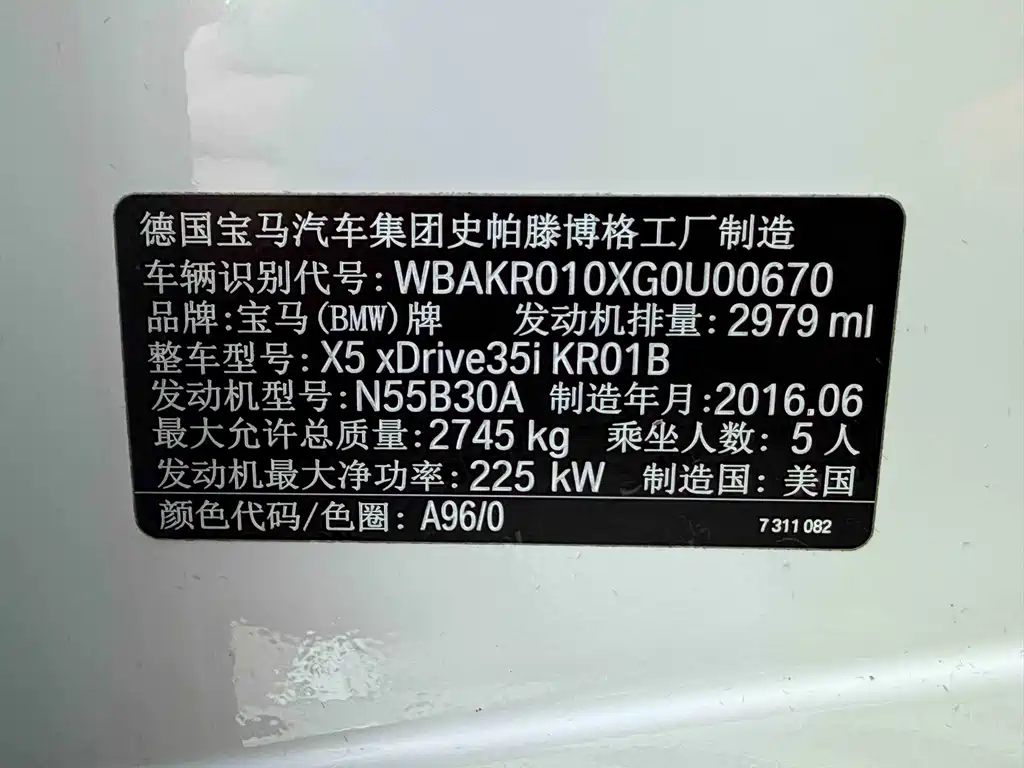 德国宝马汽车集团史帕滕博格工厂制造
车辆识别代号: WBAKR010XG0U00670
品牌: 宝马(BMW)牌 发动机排量: 2979 ml
整车型号: X5 xDrive35i KR01B
发动机型号: N55B30A 制造年月:2016.06
最大允许总质量: 2745 kg 乘坐人数: 5 人
发动机最大净功率: 225 kW 制造国: 美国
颜色代码/色圈: A96/0 7 311 082